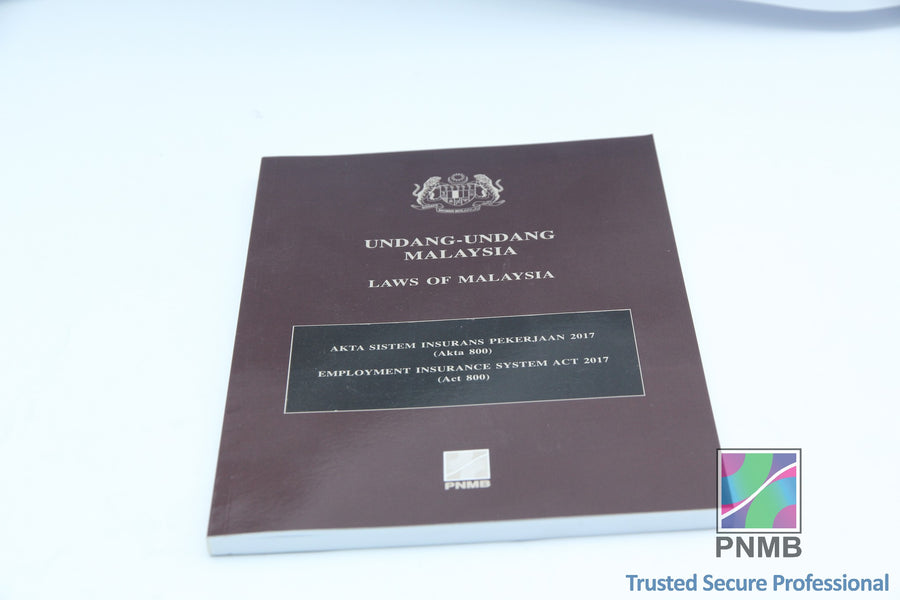 UNDANG-UNDANG
MALAYSIA
LAWS OF MALAYSIA
AKTA SISTEM INSURANS PEKERJAAN 2017
(Akta 800)
EMPLOYMENT INSURANCE SYSTEM ACT 2017
(Act 800)
PNMB
PNMB
Trusted Secure Professional